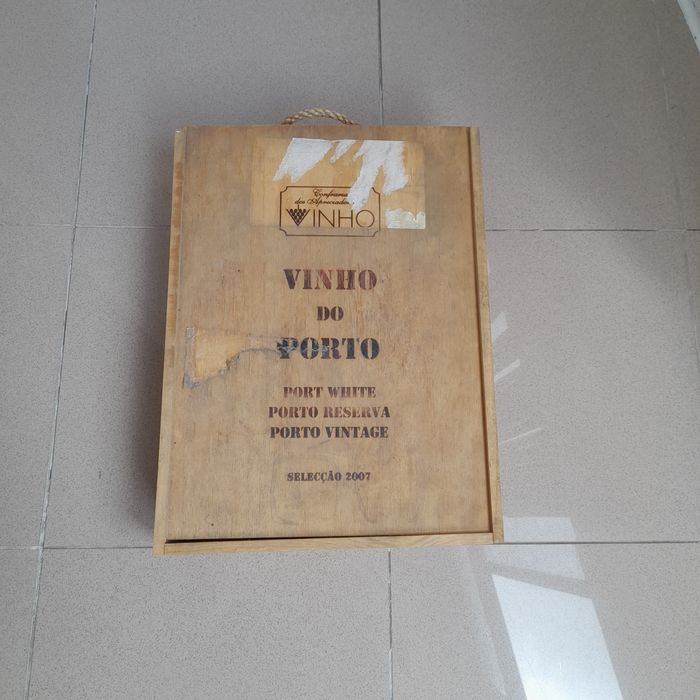 Confraria
dos Apreciadores
VINHO
VINHO
DO
PORTO
PORT WHITE
PORTO RESERVA
PORTO VINTAGE
SELECÇÃO 2007